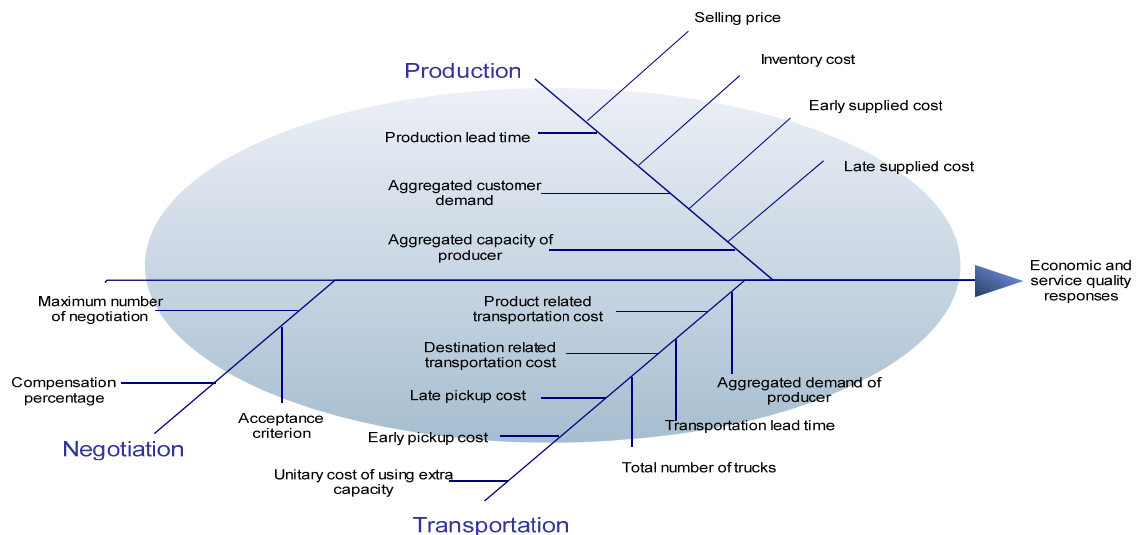 Selling price
Production
Inventory cost
Early supplied cost
Production lead time
Late supplied cost
Aggregated customer
demand
Aggregated capacity of
producer
Economic and
service quality
responses
Maximum number
of negotiation
Product related
transportation cost
Destination related
transportation cost
Compensation
percentage
Aggregated demand of
producer
Late pickup cost
Acceptance
criterion
Transportation lead time
Early pickup cost
Negotiation
Total number of trucks
Unitary cost of using extra
capacity
Transportation